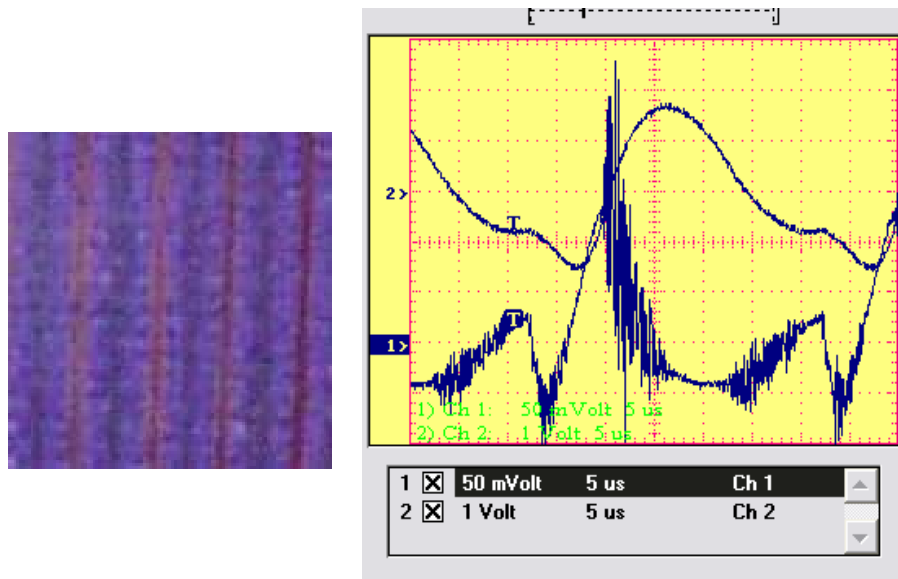 2>
T
T
1>
1) Ch 1: 50 mVolt 5 us
2) Ch 2: 1 Volt 5 us
1 50 mVolt 5 us Ch 1
2 1 Volt 5 us Ch 2